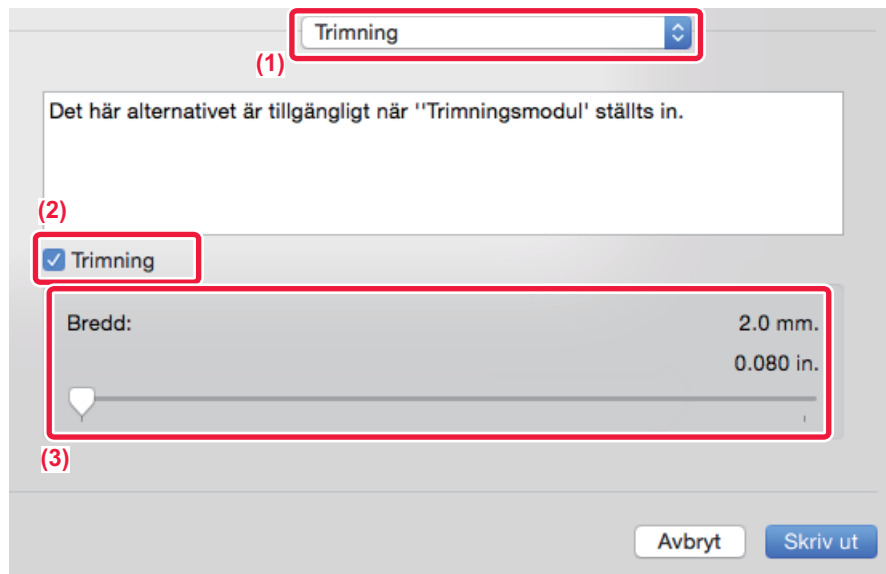 Trimning
(1)
Det här alternativet är tillgängligt när ''Trimningsmodul' ställts in.
(2)
Trimning
Bredd: 2.0 mm.
0.080 in.
(3)
Avbryt Skriv ut